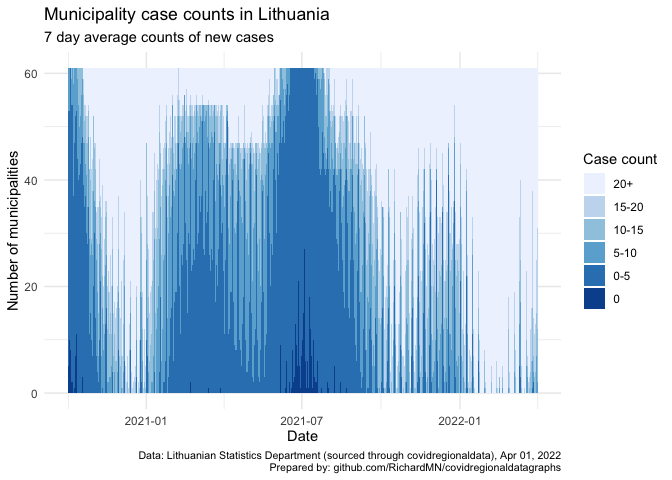 Municipality case counts in Lithuania
7 day average counts of new cases
60
40
20
0
Number of municipalities
2021-01
2021-07
2022-01
Date
Case count
20+
15-20
10-15
5-10
0-5
0
Data: Lithuanian Statistics Department (sourced through covidregionaldata), Apr 01, 2022
Prepared by: github.com/RichardMN/covidregionaldatagraphs